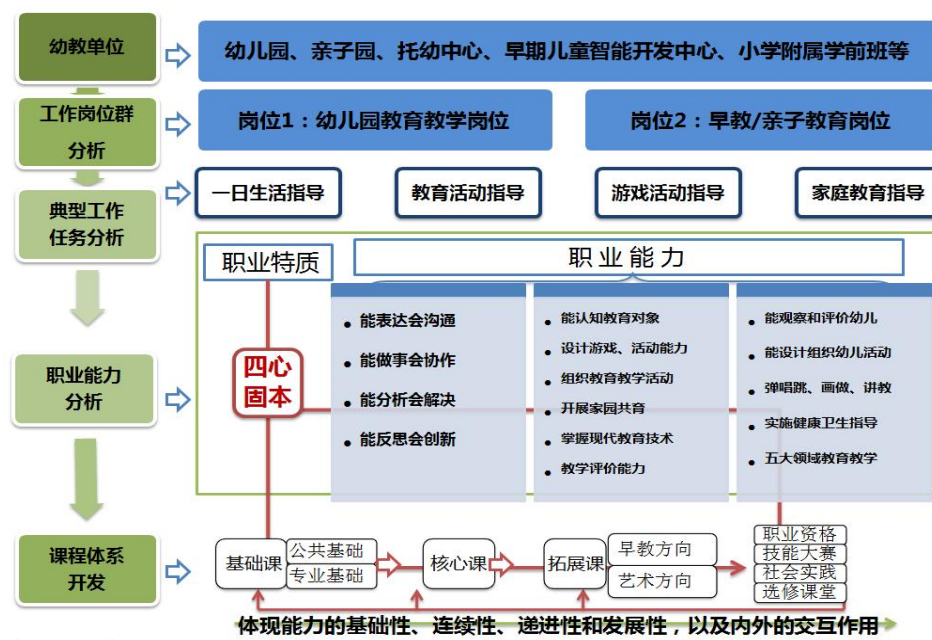 幼教单位
幼儿园、亲子园、托幼中心、早期儿童智能开发中心、小学附属学前班等
工作岗位群
分析
岗位1：幼儿园教育教学岗位
岗位2：早教/亲子教育岗位
典型工作
任务分析
一日生活指导
教育活动指导
游戏活动指导
家庭教育指导
职业能力
分析
职业特质
职业能力
四心
固本
• 能表达会沟通
• 能做事会协作
• 能分析会解决
• 能反思会创新
• 能认知教育对象
• 设计游戏、活动能力
• 组织教育教学活动
• 开展家园共育
• 掌握现代教育技术
• 教学评价能力
• 能观察和评价幼儿
• 能设计组织幼儿活动
• 弹唱跳、画做、讲教
• 实施健康卫生指导
• 五大领域教育教学
课程体系
开发
基础课
公共基础
专业基础
核心课
拓展课
早教方向
艺术方向
职业资格
技能大赛
社会实践
选修课堂
体现能力的基础性、连续性、递进性和发展性，以及内外的交互作用